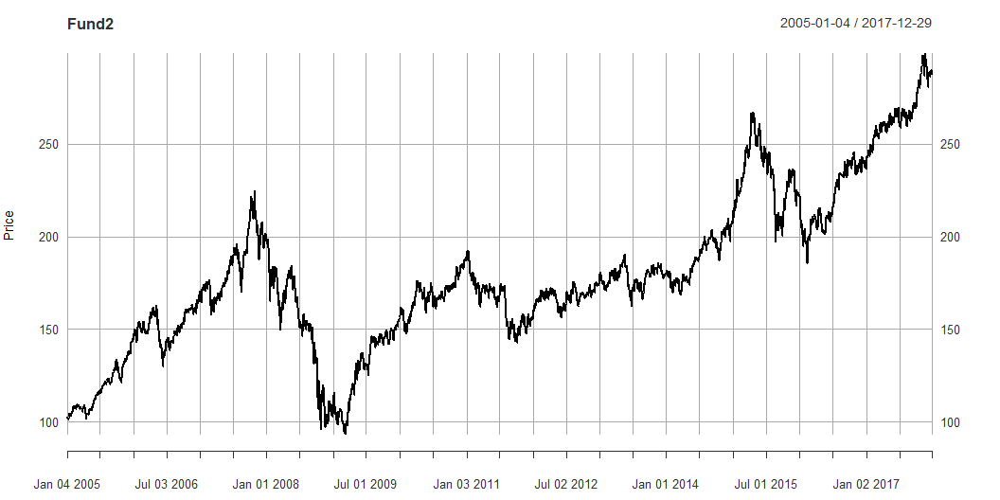 Fund2
2005-01-04 / 2017-12-29
Price
250
200
150
100
250
200
150
100
Jan 04 2005
Jul 03 2006
Jan 01 2008
Jul 01 2009
Jan 03 2011
Jul 02 2012
Jan 01 2014
Jul 01 2015
Jan 02 2017